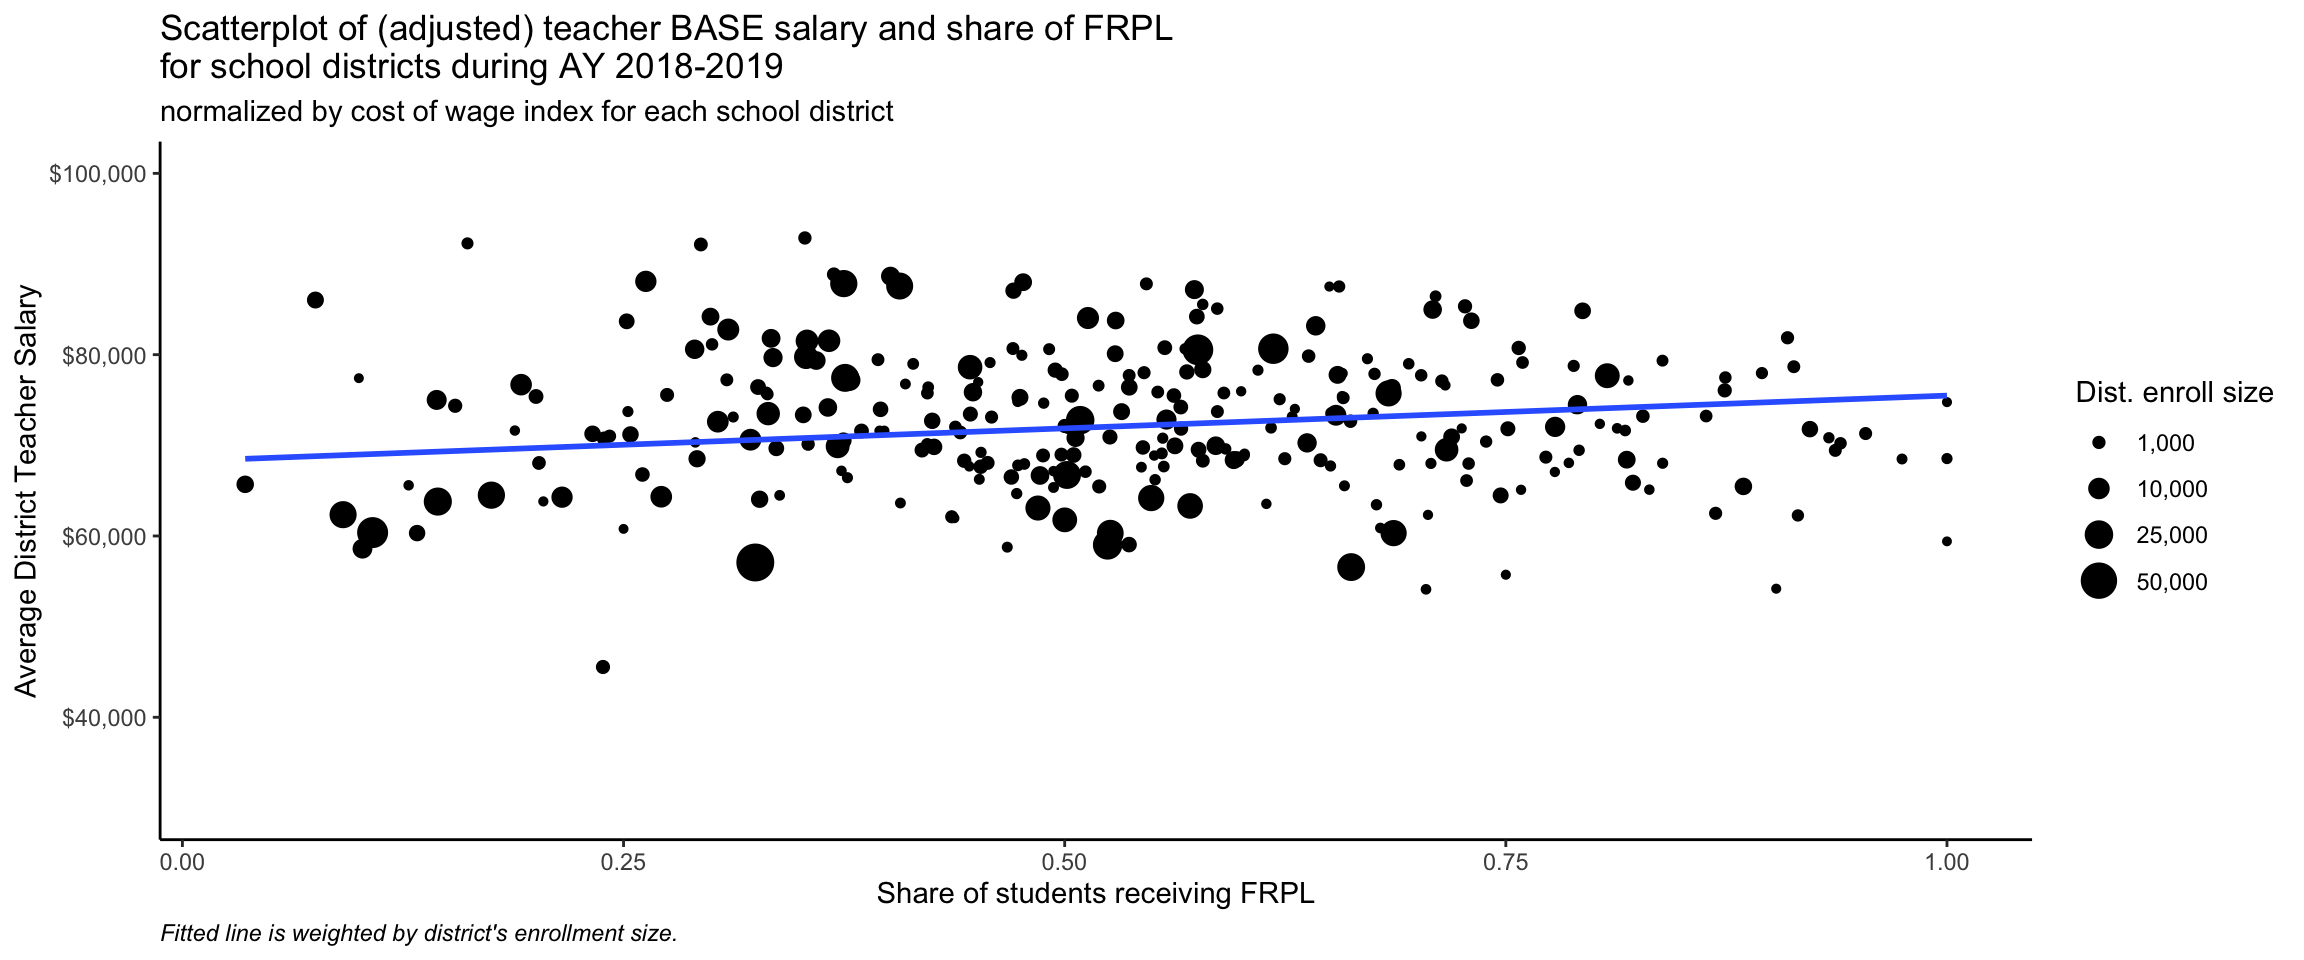 Scatterplot of (adjusted) teacher BASE salary and share of FRPL
for school districts during AY 2018-2019
normalized by cost of wage index for each school district
$100,000
$80,000
$60,000
$40,000
Average District Teacher Salary
0.00 0.25 0.50 0.75 1.00
Share of students receiving FRPL
Dist. enroll size
1,000
10,000
25,000
50,000
Fitted line is weighted by district's enrollment size.